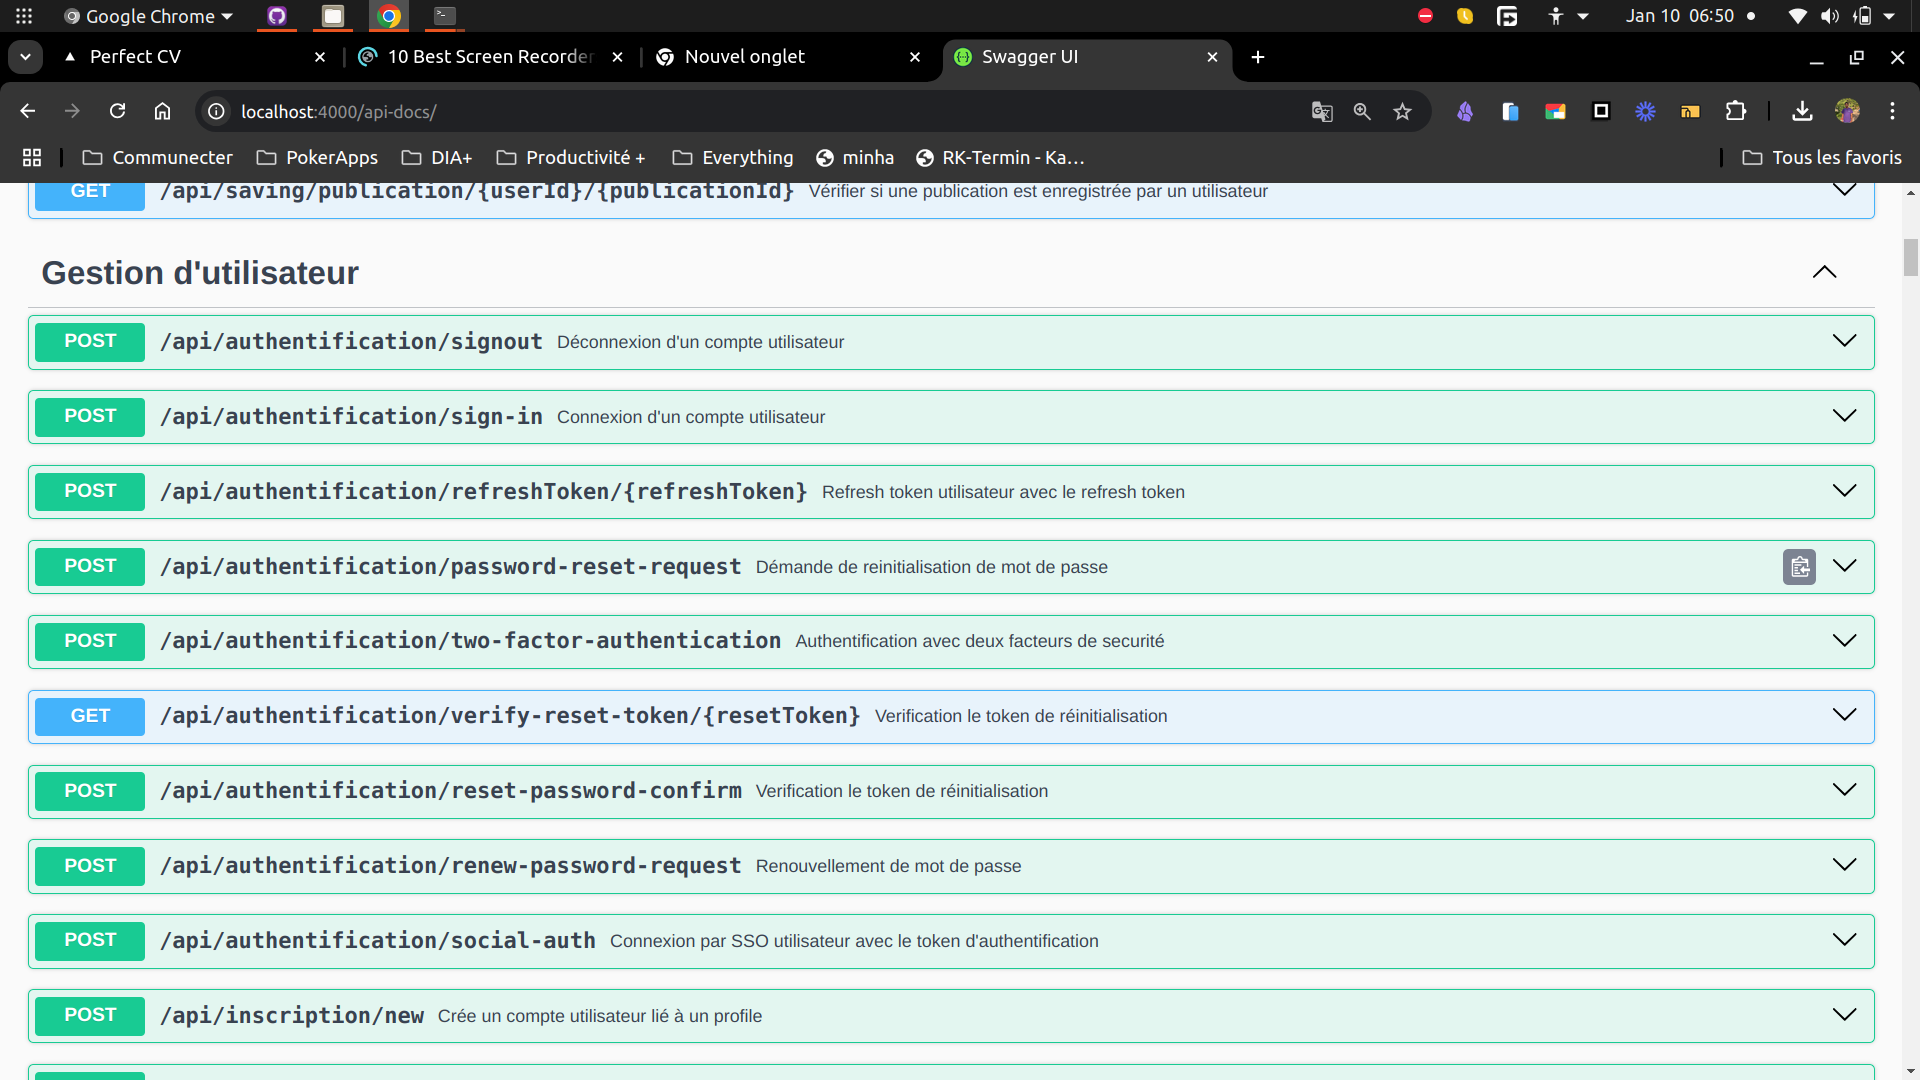 Google Chrome Jan 10 06:50
Perfect CV 10 Best Screen Recorder Nouvel onglet Swagger UI
localhost:4000/api-docs/
Communecter PokerApps DIA+ Productivité + Everything minha RK-Termin - Ka… Tous les favoris
GET /api/saving/publication/{userId}/{publicationId} Vérifier si une publication est enregistrée par un utilisateur
Gestion d'utilisateur
POST /api/authentification/signout Déconnexion d'un compte utilisateur
POST /api/authentification/sign-in Connexion d'un compte utilisateur
POST /api/authentification/refreshToken/{refreshToken} Refresh token utilisateur avec le refresh token
POST /api/authentification/password-reset-request Démande de reinitialisation de mot de passe
POST /api/authentification/two-factor-authentication Authentification avec deux facteurs de securité
GET /api/authentification/verify-reset-token/{resetToken} Verification le token de réinitialisation
POST /api/authentification/reset-password-confirm Verification le token de réinitialisation
POST /api/authentification/renew-password-request Renouvellement de mot de passe
POST /api/authentification/social-auth Connexion par SSO utilisateur avec le token d'authentification
POST /api/inscription/new Crée un compte utilisateur lié à un profile